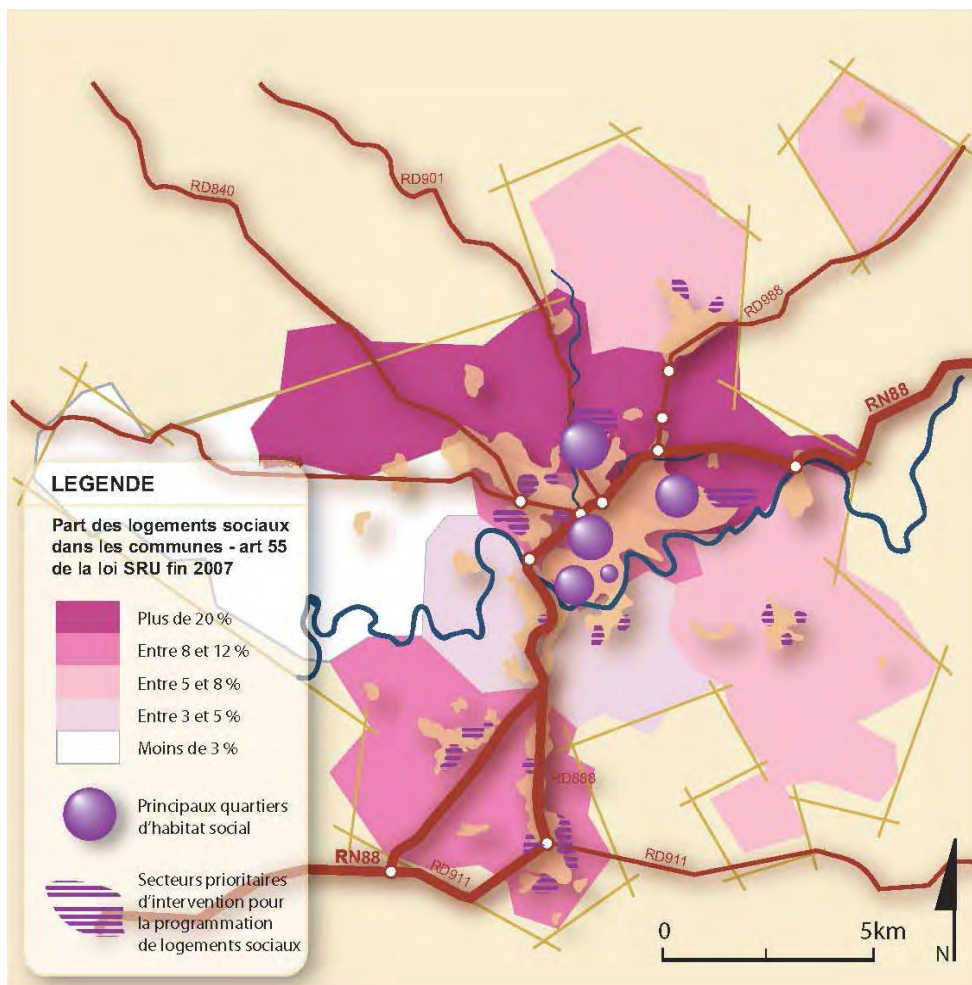 RD840
RD901
RD988
RN88
LEGENDE
Part des logements sociaux
dans les communes - art 55
de la loi SRU fin 2007
Plus de 20 %
Entre 8 et 12 %
Entre 5 et 8 %
Entre 3 et 5 %
Moins de 3 %
Principaux quartiers
d'habitat social
Secteurs prioritaires
d'intervention pour
la programmation
de logements sociaux
RD888
RN88
RD911
RD911
0
5km
N